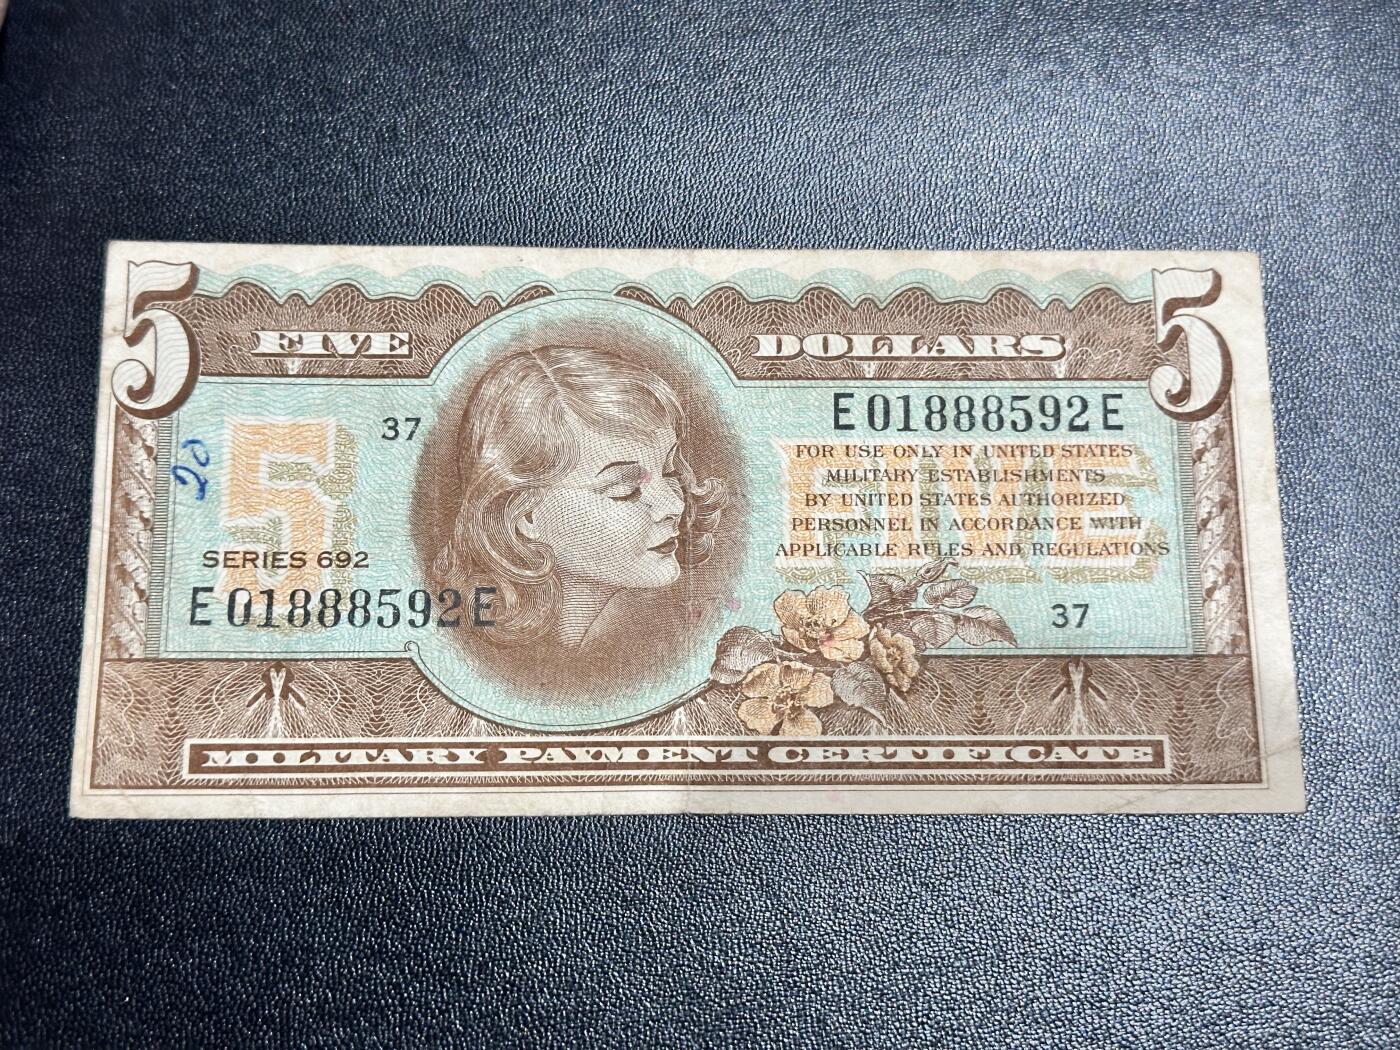 5 5
FIVE DOLLARS
E01888592E
37
FOR USE ONLY IN UNITED STATES
MILITARY ESTABLISHMENTS
BY UNITED STATES AUTHORIZED
PERSONNEL IN ACCORDANCE WITH
APPLICABLE RULES AND REGULATIONS
20
5
FIVE
SERIES 692
E01888592E
37
MILITARY PAYMENT CERTIFICATE